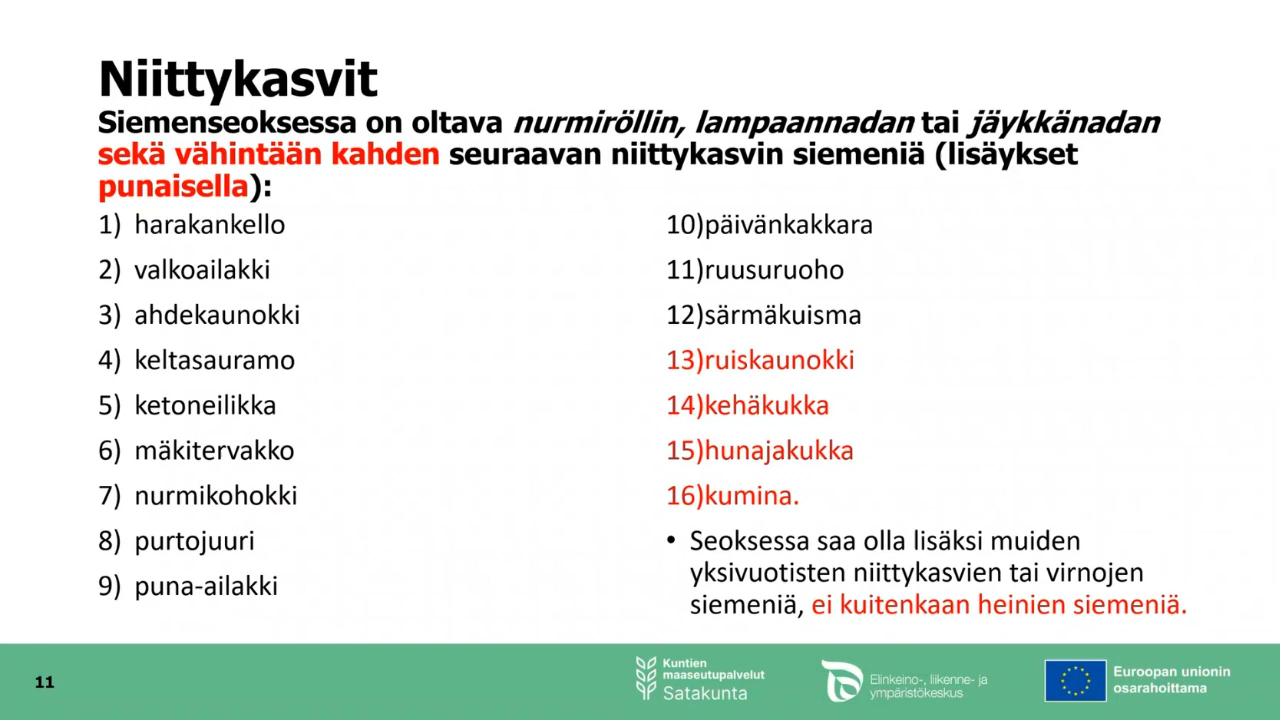 Niittykasvit
Siemenseoksessa on oltava nurmiröllin, lampaannadan tai jäykkänadan
sekä vähintään kahden seuraavan niittykasvin siemeniä (lisäykset
punaisella):
1) harakankello
2) valkoailakki
3) ahdekaunokki
4) keltasauramo
5) ketoneilikka
6) mäkitervakko
7) nurmikohokki
8) purtojuuri
9) puna-ailakki
10)päivänkakkara
11)ruusuruoho
12)särmäkuisma
13)ruiskaunokki
14)kehäkukka
15)hunajakukka
16)kumina.
• Seoksessa saa olla lisäksi muiden
yksivuotisten niittykasvien tai virnojen
siemeniä, ei kuitenkaan heinien siemeniä.
11
Kuntien
maaseutupalvelut
Satakunta
Elinkeino-, liikenne- ja
ympäristökeskus
Euroopan unionin
osarahoittama